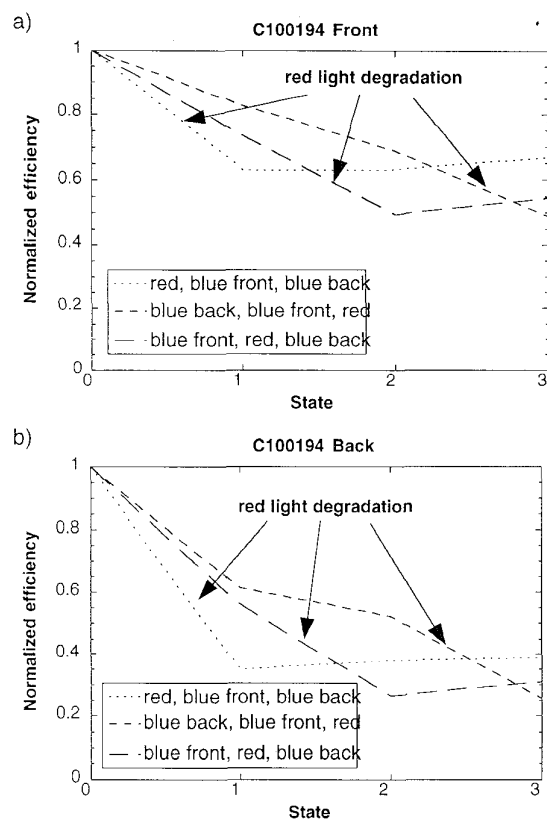 a)
C100194 Front
1
0.8
0.6
0.4
0.2
0
Normalized efficiency
red light degradation
red, blue front, blue back
blue back, blue front, red
blue front, red, blue back
0
1
2
3
State
b)
C100194 Back
1
0.8
0.6
0.4
0.2
0
Normalized efficiency
red light degradation
red, blue front, blue back
blue back, blue front, red
blue front, red, blue back
0
1
2
3
State